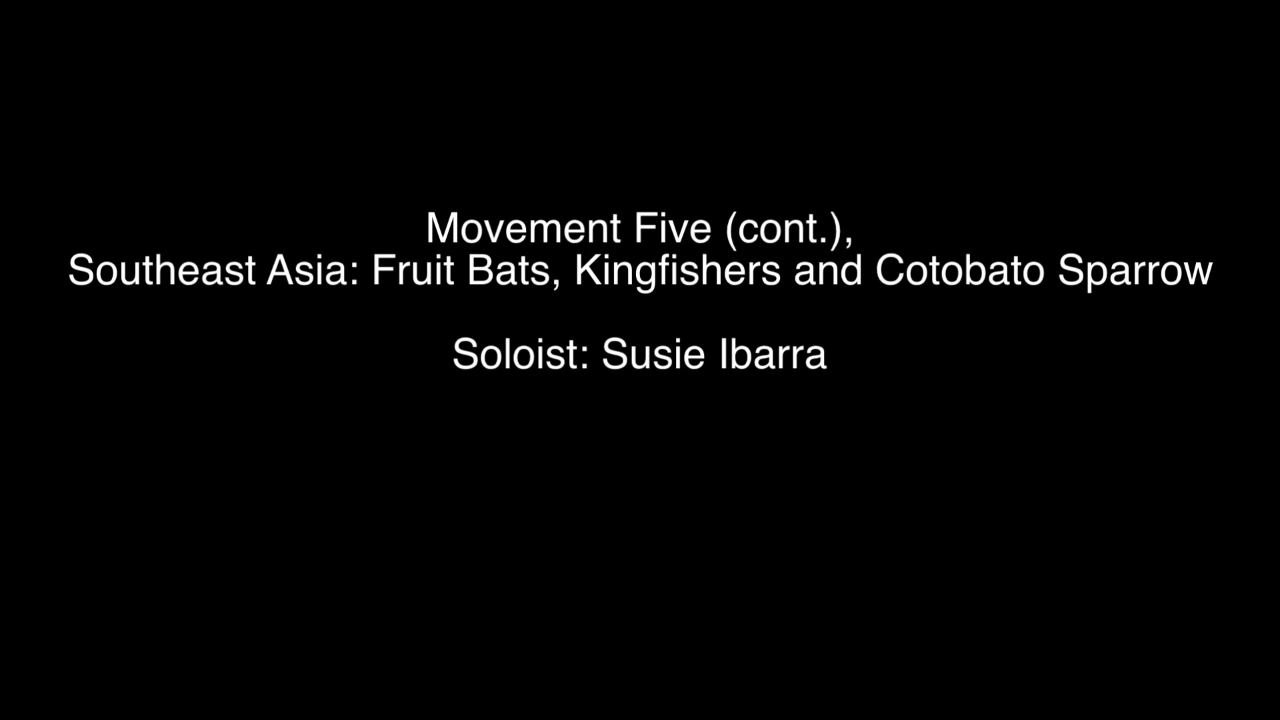 Movement Five (cont.),
Southeast Asia: Fruit Bats, Kingfishers and Cotobato Sparrow
Soloist: Susie Ibarra